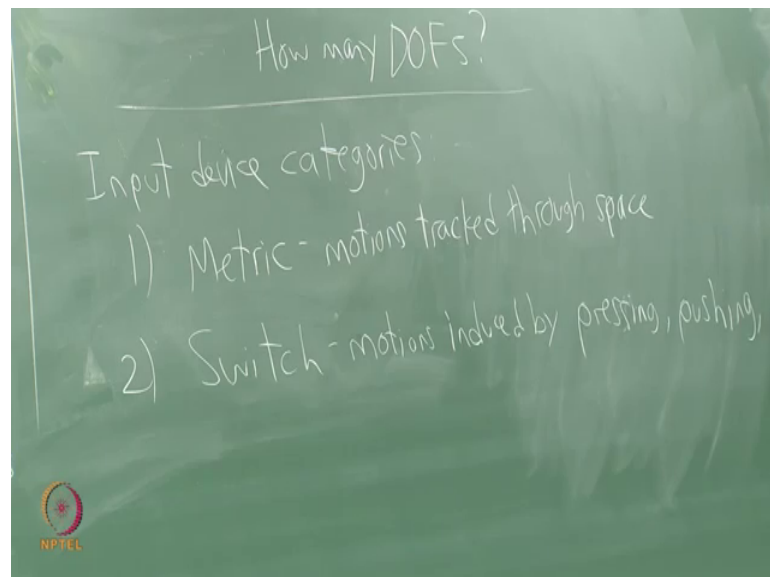 How many DOFs?
Input device categories:
1) Metric - motions tracked through space
2) Switch - motions induced by pressing, pushing,
NPTEL